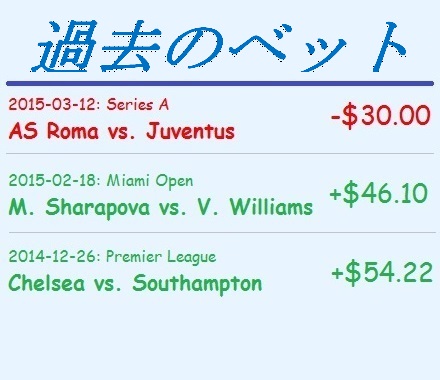 過去のベット
2015-03-12: Series A
AS Roma vs. Juventus
-$30.00
2015-02-18: Miami Open
M. Sharapova vs. V. Williams
+$46.10
2014-12-26: Premier League
Chelsea vs. Southampton
+$54.22